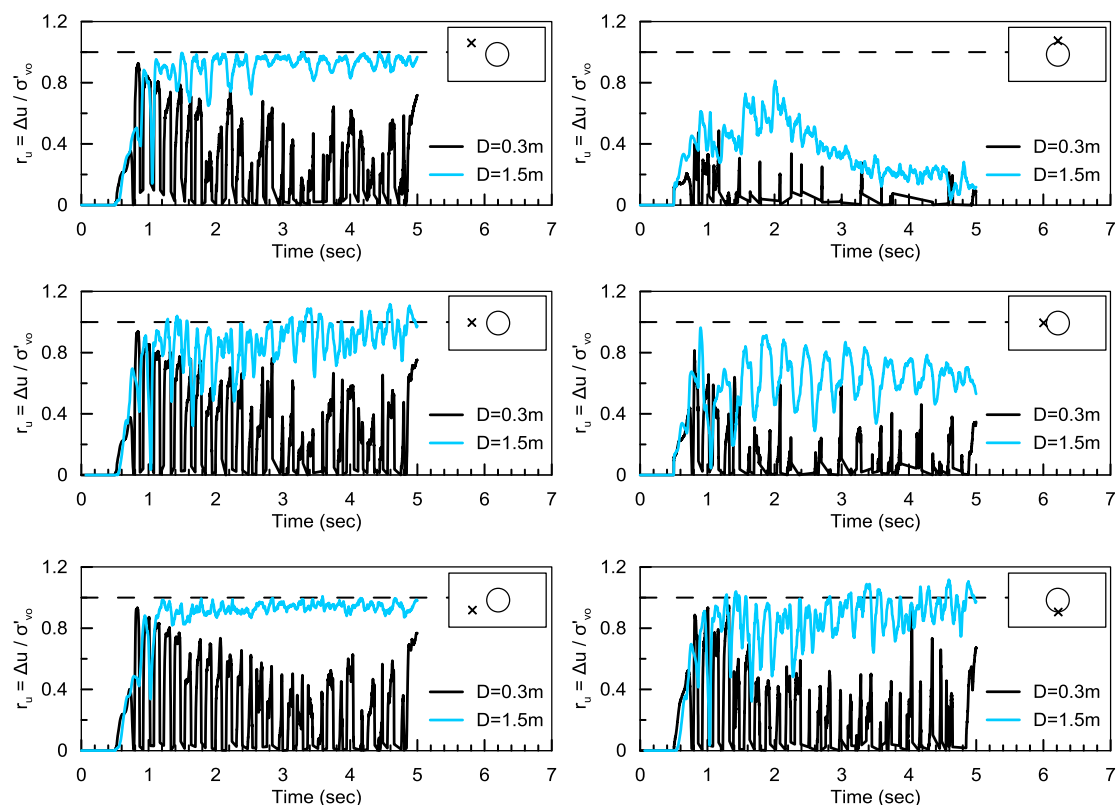 1.2
0.8
0.4
0
r_u = Δu / σ'_vo
D=0.3m
D=1.5m
0 1 2 3 4 5 6 7
Time (sec)
1.2
0.8
0.4
0
r_u = Δu / σ'_vo
D=0.3m
D=1.5m
0 1 2 3 4 5 6 7
Time (sec)
1.2
0.8
0.4
0
r_u = Δu / σ'_vo
D=0.3m
D=1.5m
0 1 2 3 4 5 6 7
Time (sec)
1.2
0.8
0.4
0
r_u = Δu / σ'_vo
D=0.3m
D=1.5m
0 1 2 3 4 5 6 7
Time (sec)
1.2
0.8
0.4
0
r_u = Δu / σ'_vo
D=0.3m
D=1.5m
0 1 2 3 4 5 6 7
Time (sec)
1.2
0.8
0.4
0
r_u = Δu / σ'_vo
D=0.3m
D=1.5m
0 1 2 3 4 5 6 7
Time (sec)